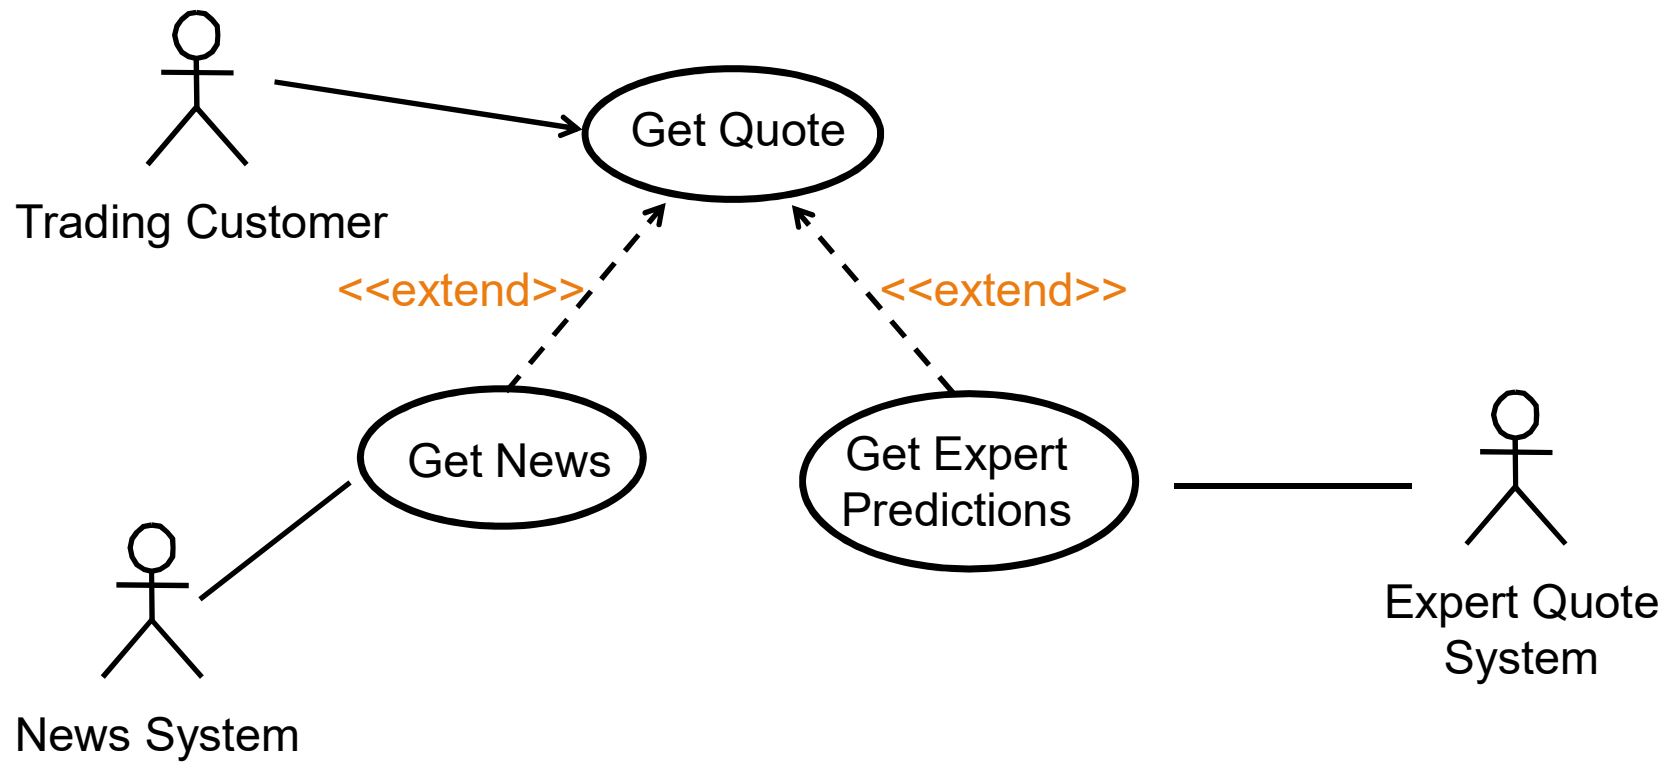 Get Quote
Trading Customer
<<extend>>
<<extend>>
Get News
Get Expert
Predictions
Expert Quote
System
News System